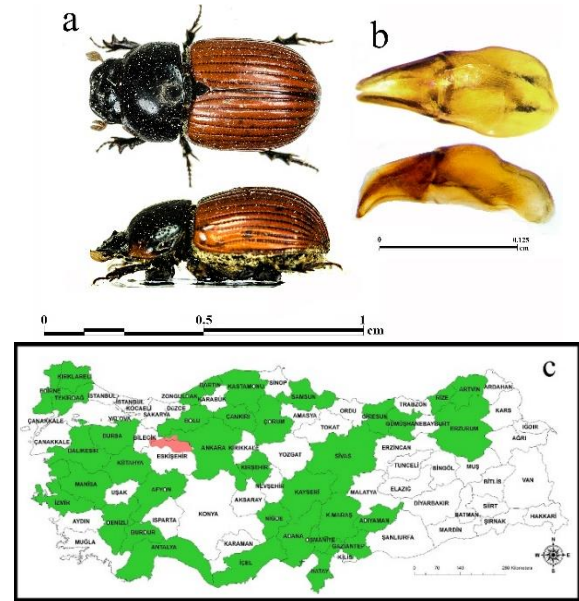 a
b
0
0.125
cm
0
0.5
1
cm
c
KIRKLARELİ
EDİRNE
TEKİRDAĞ
İSTANBUL
İSTANBUL
KOCAELİ
YALOVA
SAKARYA
DÜZCE
ZONGULDAK
BARTIN
KARABÜK
KASTAMONU
SİNOP
SAMSUN
ÇANAKKALE
ÇANAKKALE
BALIKESİR
BURSA
BİLECİK
BOLU
ÇANKIRI
ÇORUM
AMASYA
ORDU
GİRESUN
TRABZON
RİZE
ARTVİN
ARDAHAN
KARS
GÜMÜŞHANE
BAYBURT
ERZURUM
IĞDIR
AĞRI
ESKİŞEHİR
ANKARA
KIRIKKALE
TOKAT
KÜTAHYA
YOZGAT
SİVAS
ERZİNCAN
TUNCELİ
BİNGÖL
MUŞ
MANİSA
UŞAK
AFYON
KIRŞEHİR
NEVŞEHİR
KAYSERİ
MALATYA
ELAZIĞ
BİTLİS
VAN
İZMİR
AKSARAY
DİYARBAKIR
BATMAN
SİİRT
AYDIN
DENİZLİ
ISPARTA
KONYA
NİĞDE
K.MARAŞ
ADIYAMAN
MARDİN
ŞIRNAK
HAKKARİ
MUĞLA
BURDUR
ANTALYA
KARAMAN
İÇEL
ADANA
OSMANİYE
GAZİANTEP
KİLİS
ŞANLIURFA
HATAY
N
W
E
S
0
70
140
280 Kilometers